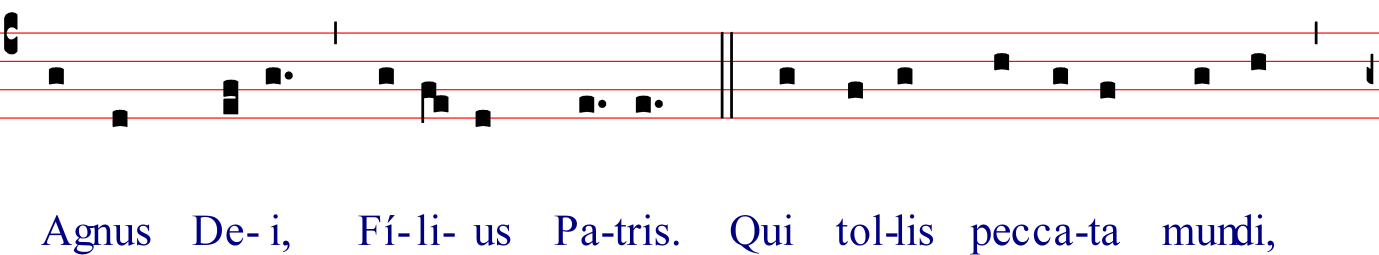 Agnus De- i, Fí- li- us Pa-tris. Qui tol-lis pecca-ta mundi,